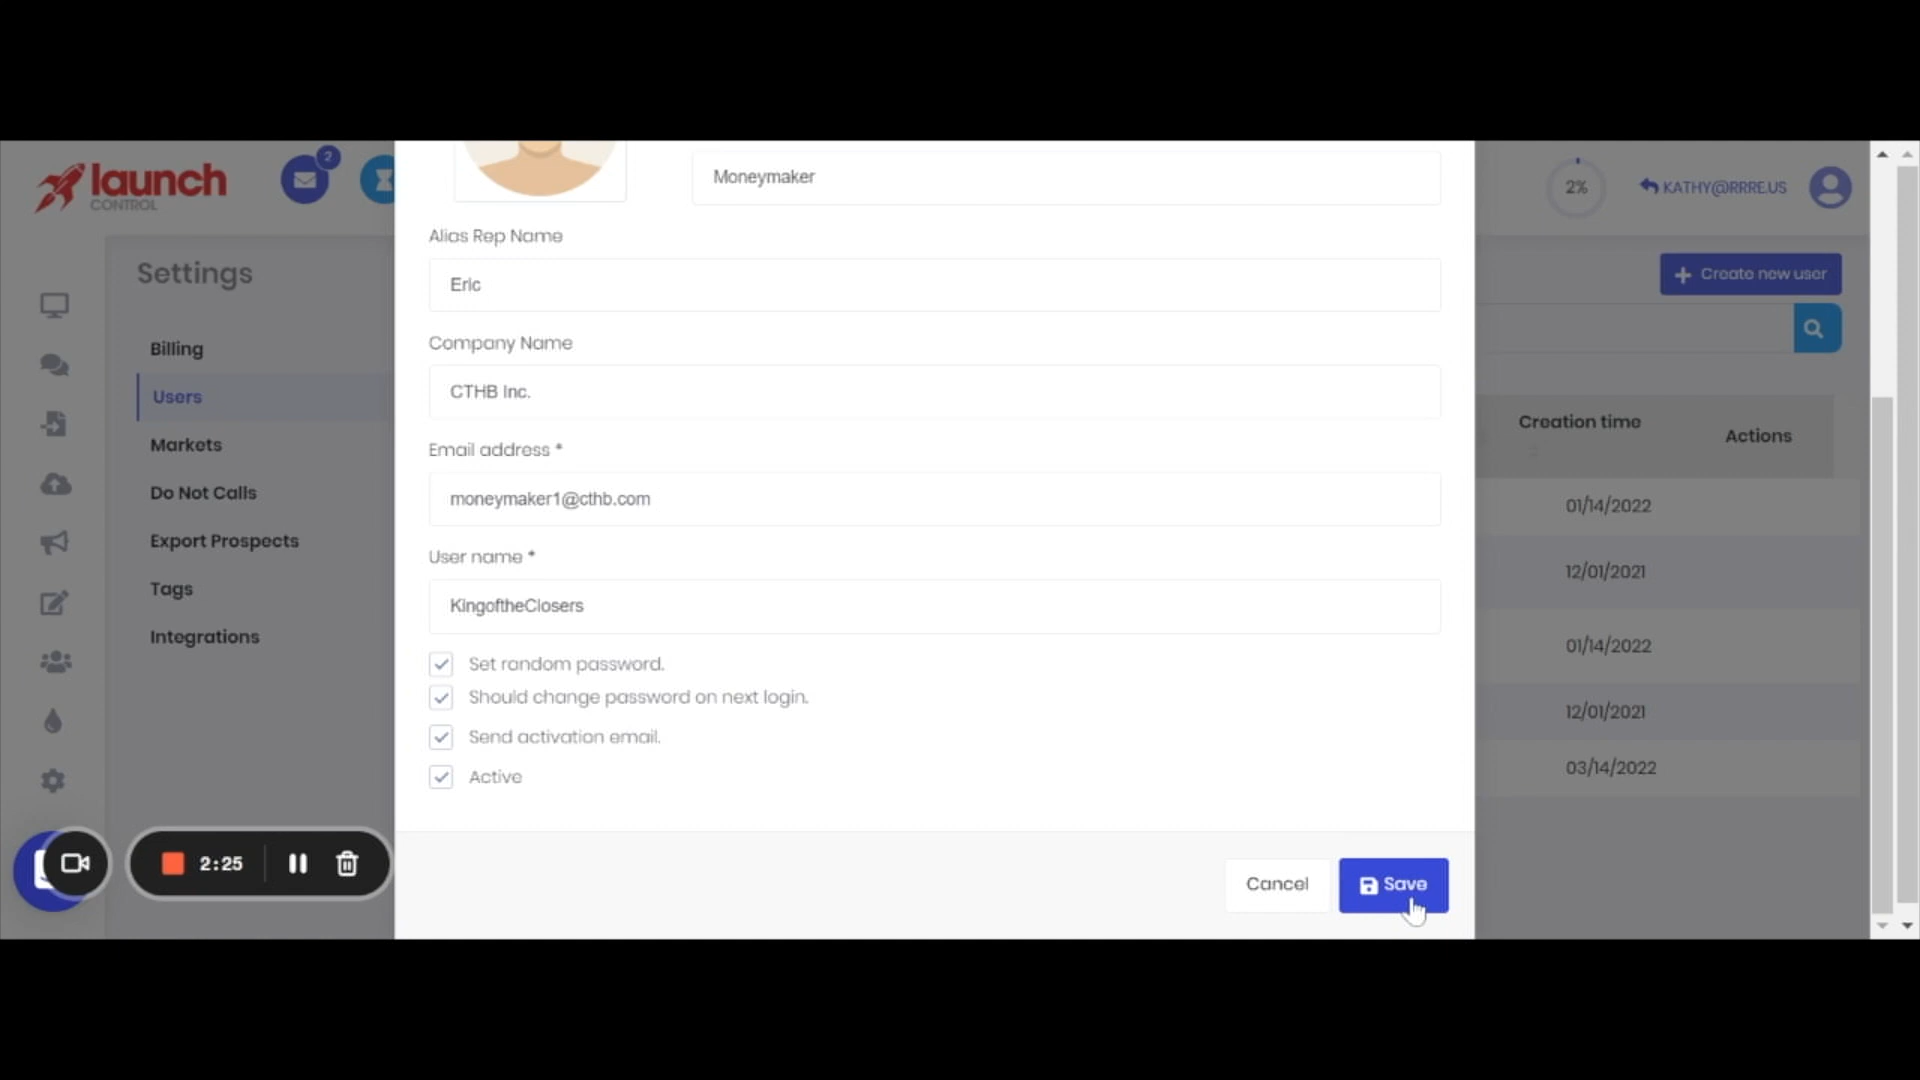 launch
CONTROL
2
2%
KATHY@RRRE.US
Moneymaker
Alias Rep Name
Eric
Company Name
CTHB Inc.
Email address *
moneymaker1@cthb.com
User name *
KingoftheClosers
Set random password.
Should change password on next login.
Send activation email.
Active
Cancel
Save
Settings
Billing
Users
Markets
Do Not Calls
Export Prospects
Tags
Integrations
Create new user
Creation time
Actions
01/14/2022
12/01/2021
01/14/2022
12/01/2021
03/14/2022
2:25